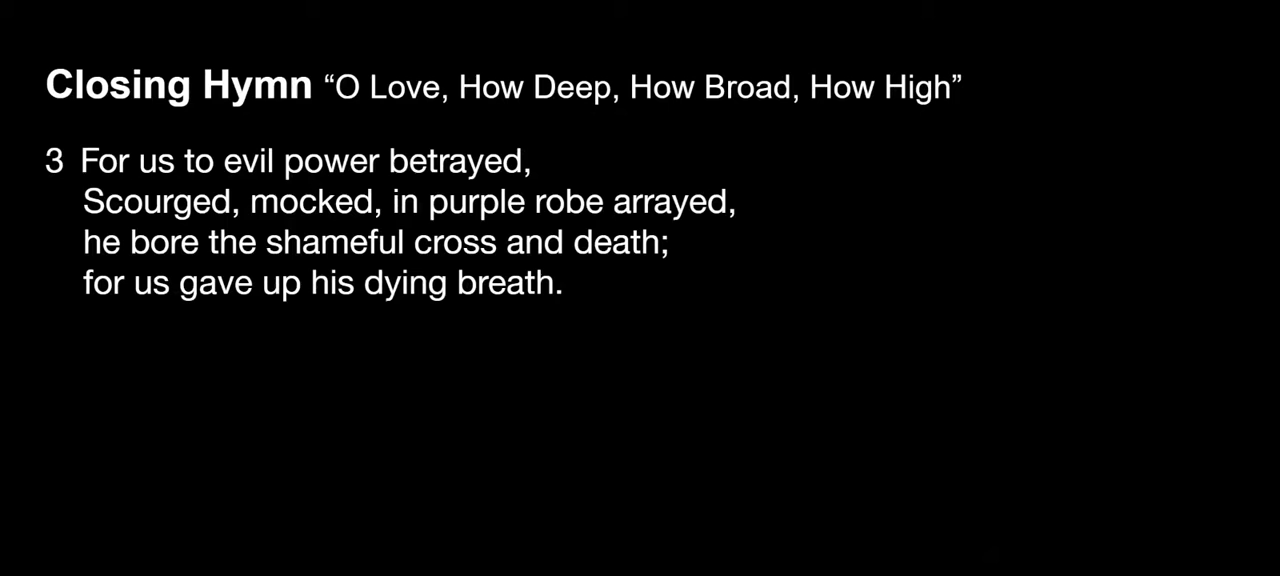 Closing Hymn “O Love, How Deep, How Broad, How High”
3 For us to evil power betrayed,
Scourged, mocked, in purple robe arrayed,
he bore the shameful cross and death;
for us gave up his dying breath.